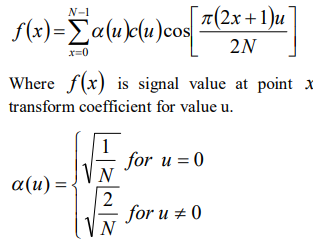 f(x)=∑_{x=0}^{N−1} α(u)c(u)cos[π(2x+1)u / 2N]
Where f(x) is signal value at point x
transform coefficient for value u.
α(u) = { √(1/N) for u = 0
√(2/N) for u ≠ 0